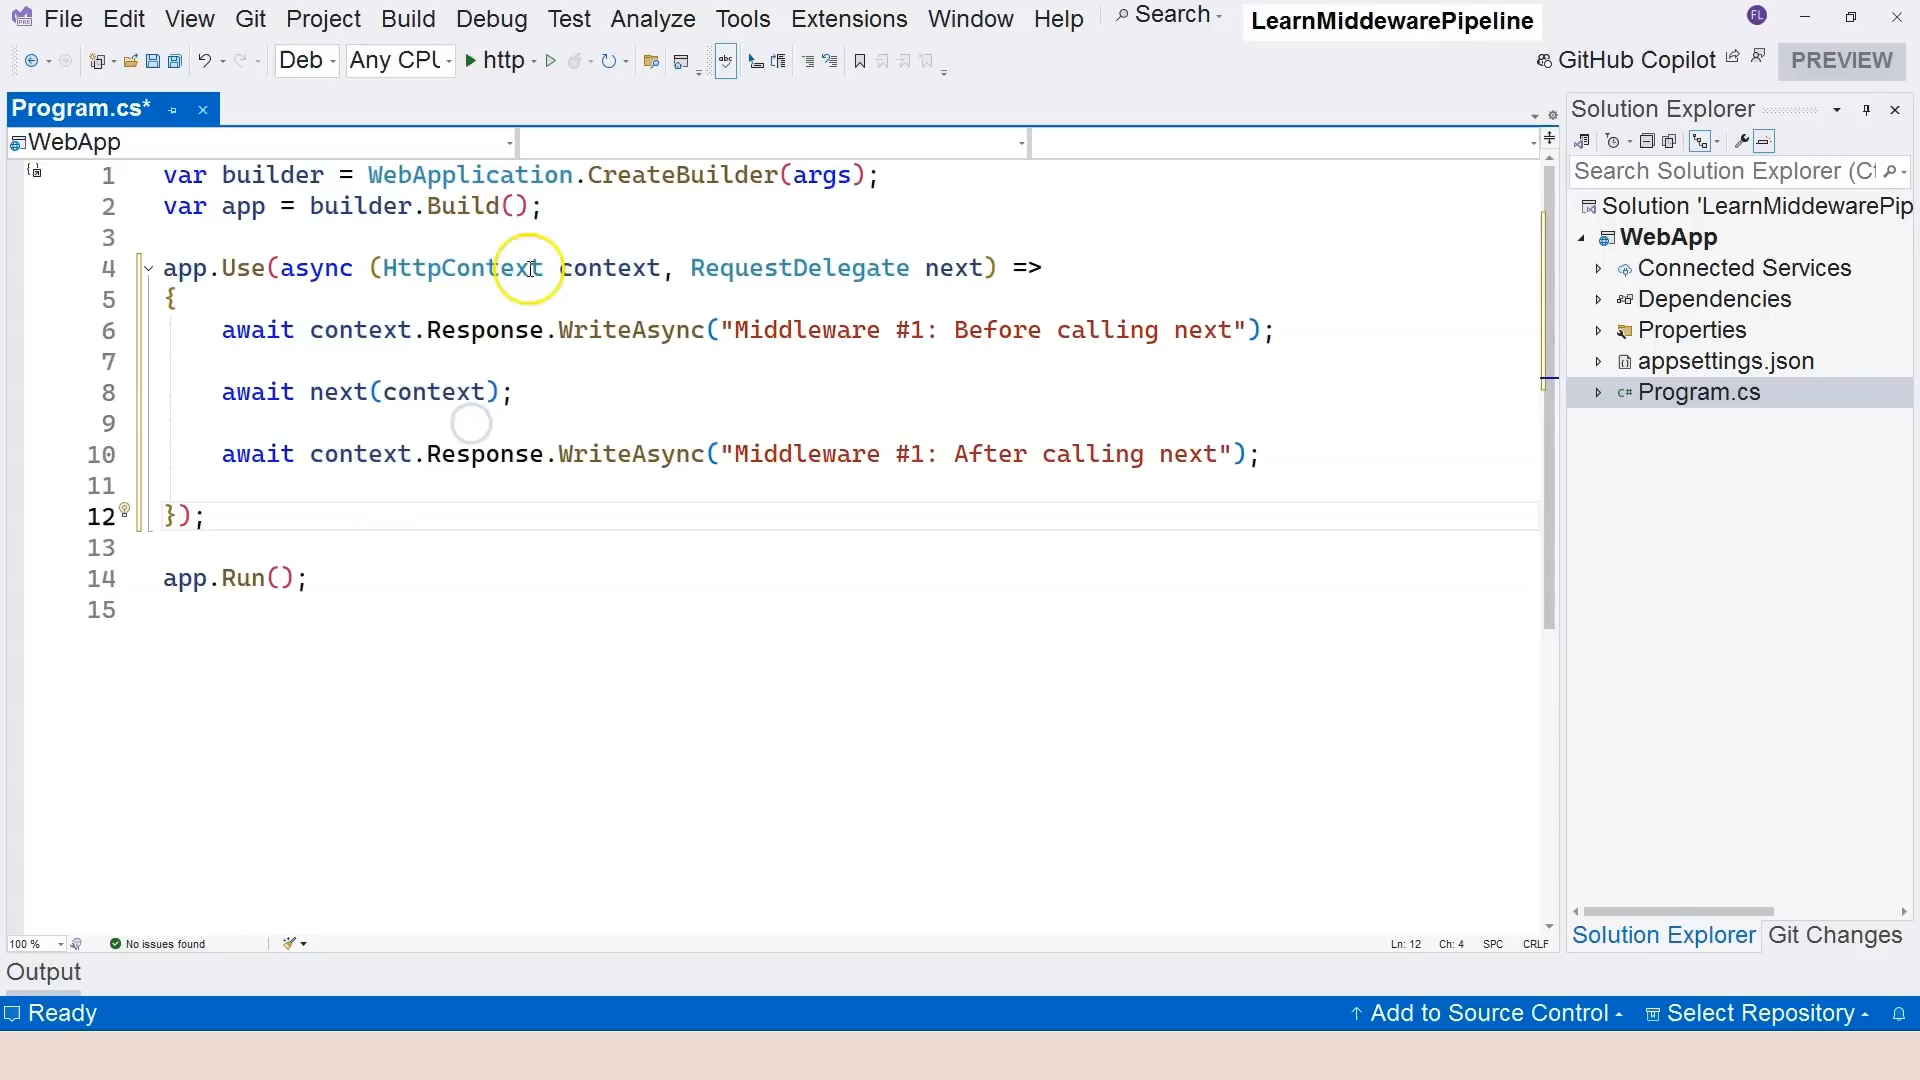 File Edit View Git Project Build Debug Test Analyze Tools Extensions Window Help Search LearnMiddewarePipeline FL
Deb Any CPU http GitHub Copilot PREVIEW
Program.cs*
WebApp
1 var builder = WebApplication.CreateBuilder(args);
2 var app = builder.Build();
3
4 app.Use(async (HttpContext context, RequestDelegate next) =>
5 {
6 await context.Response.WriteAsync("Middleware #1: Before calling next");
7
8 await next(context);
9
10 await context.Response.WriteAsync("Middleware #1: After calling next");
11
12 });
13
14 app.Run();
15
Solution Explorer
Search Solution Explorer (Ct
Solution 'LearnMiddewarePip
WebApp
Connected Services
Dependencies
Properties
appsettings.json
C# Program.cs
Solution Explorer Git Changes
100 % No issues found Ln: 12 Ch: 4 SPC CRLF
Output
Ready Add to Source Control Select Repository